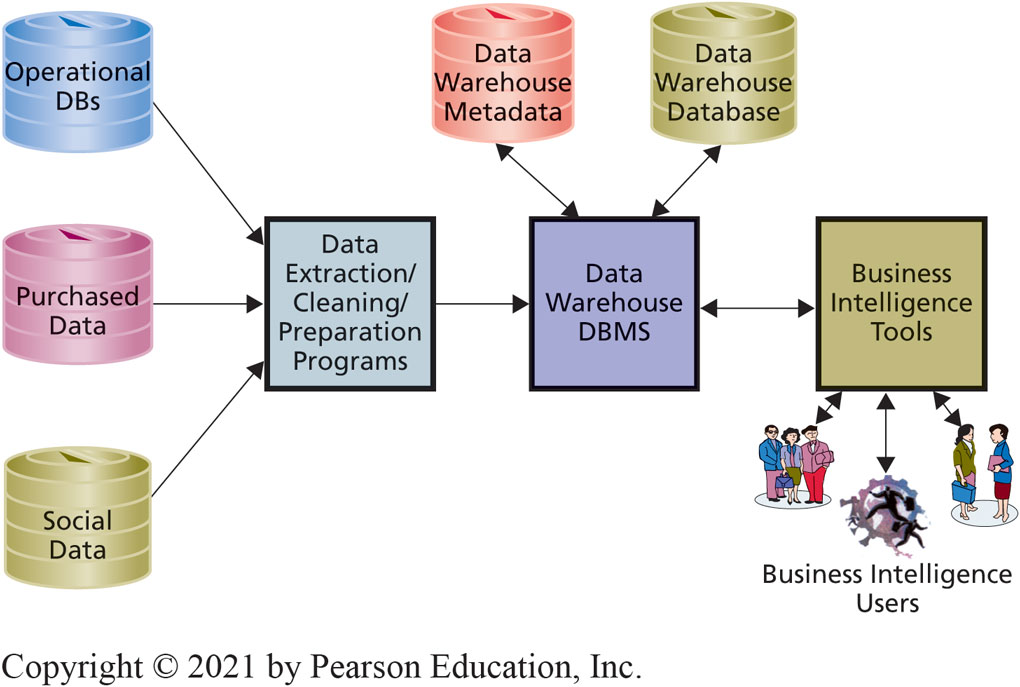 Operational
DBs
Data
Warehouse
Metadata
Data
Warehouse
Database
Purchased
Data
Data
Extraction/
Cleaning/
Preparation
Programs
Data
Warehouse
DBMS
Business
Intelligence
Tools
Social
Data
Business Intelligence
Users
Copyright © 2021 by Pearson Education, Inc.